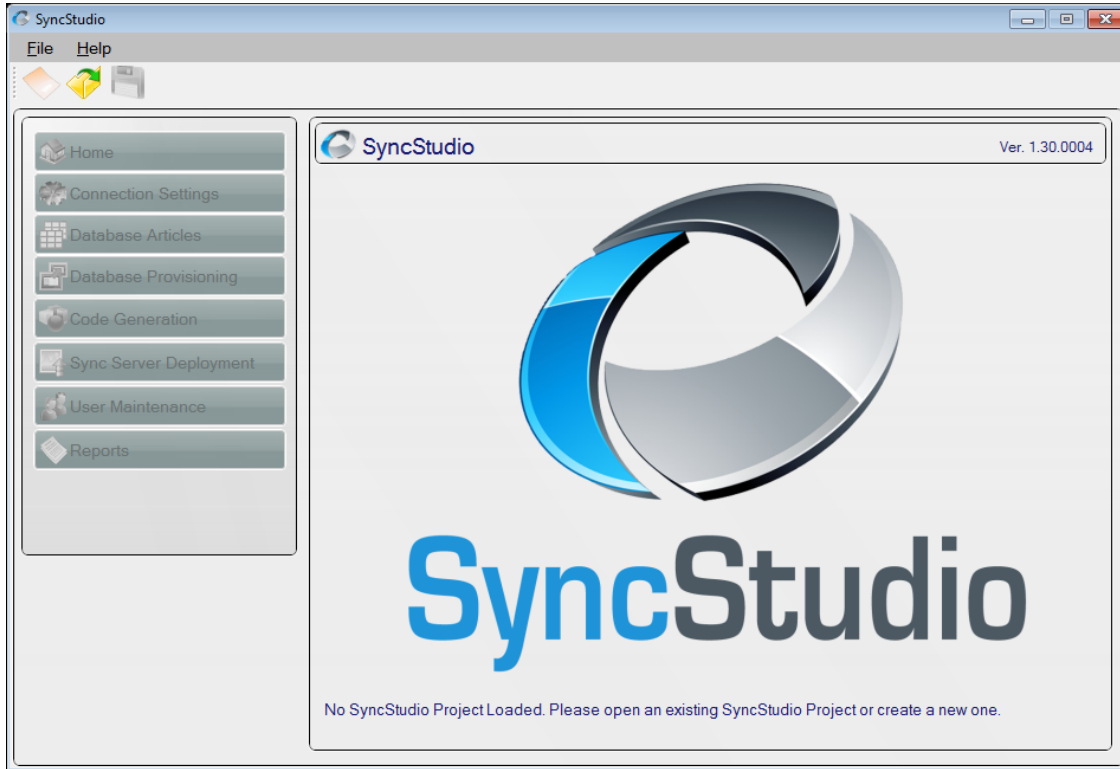 SyncStudio
File Help
Home
Connection Settings
Database Articles
Database Provisioning
Code Generation
Sync Server Deployment
User Maintenance
Reports
SyncStudio Ver. 1.30.0004
SyncStudio
No SyncStudio Project Loaded. Please open an existing SyncStudio Project or create a new one.